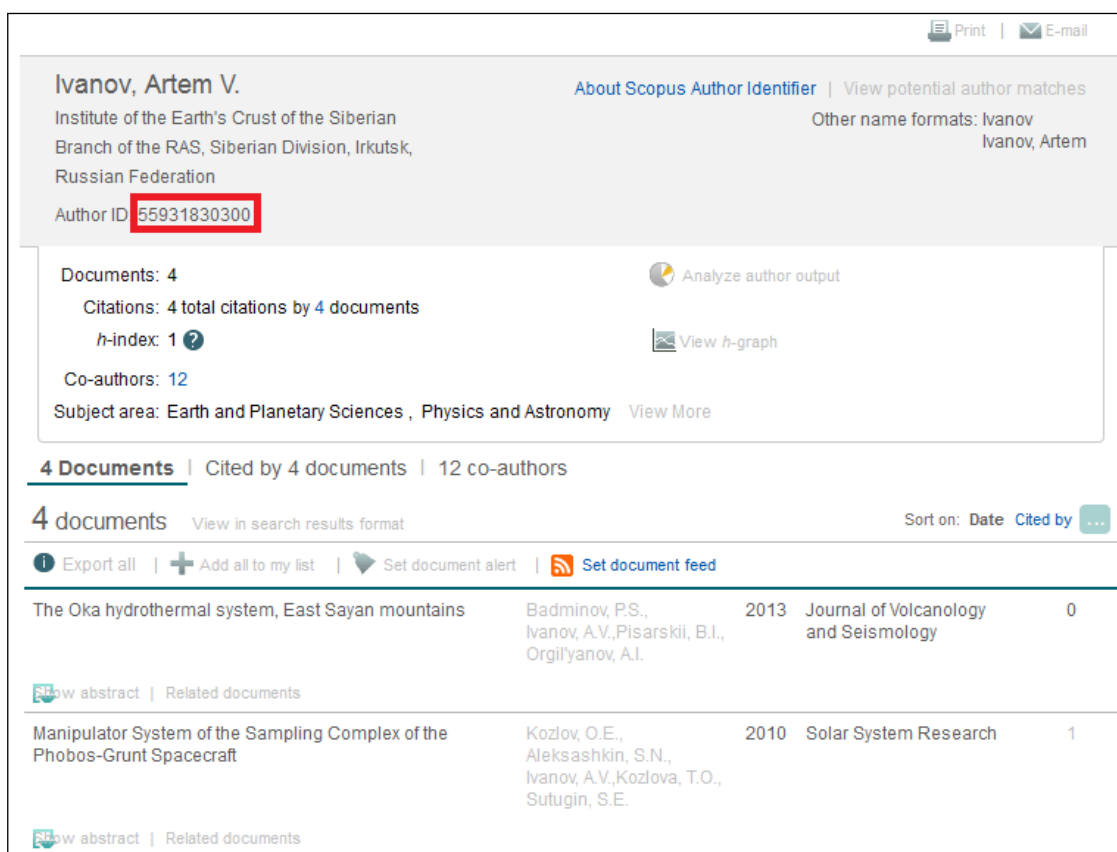 Print | E-mail
Ivanov, Artem V.
About Scopus Author Identifier | View potential author matches
Institute of the Earth's Crust of the Siberian
Other name formats: Ivanov
Branch of the RAS, Siberian Division, Irkutsk,
Ivanov, Artem
Russian Federation
Author ID 55931830300
Documents: 4
Analyze author output
Citations: 4 total citations by 4 documents
h-index: 1 ?
View h-graph
Co-authors: 12
Subject area: Earth and Planetary Sciences , Physics and Astronomy View More
4 Documents | Cited by 4 documents | 12 co-authors
4 documents View in search results format
Sort on: Date Cited by ...
Export all | Add all to my list | Set document alert | Set document feed
The Oka hydrothermal system, East Sayan mountains
Badminov, P.S.,
Ivanov, A.V.,Pisarskii, B.I.,
Orgil'yanov, A.I.
2013
Journal of Volcanology
and Seismology
0
Show abstract | Related documents
Manipulator System of the Sampling Complex of the
Phobos-Grunt Spacecraft
Kozlov, O.E.,
Aleksashkin, S.N.,
Ivanov, A.V.,Kozlova, T.O.,
Sutugin, S.E.
2010
Solar System Research
1
Show abstract | Related documents